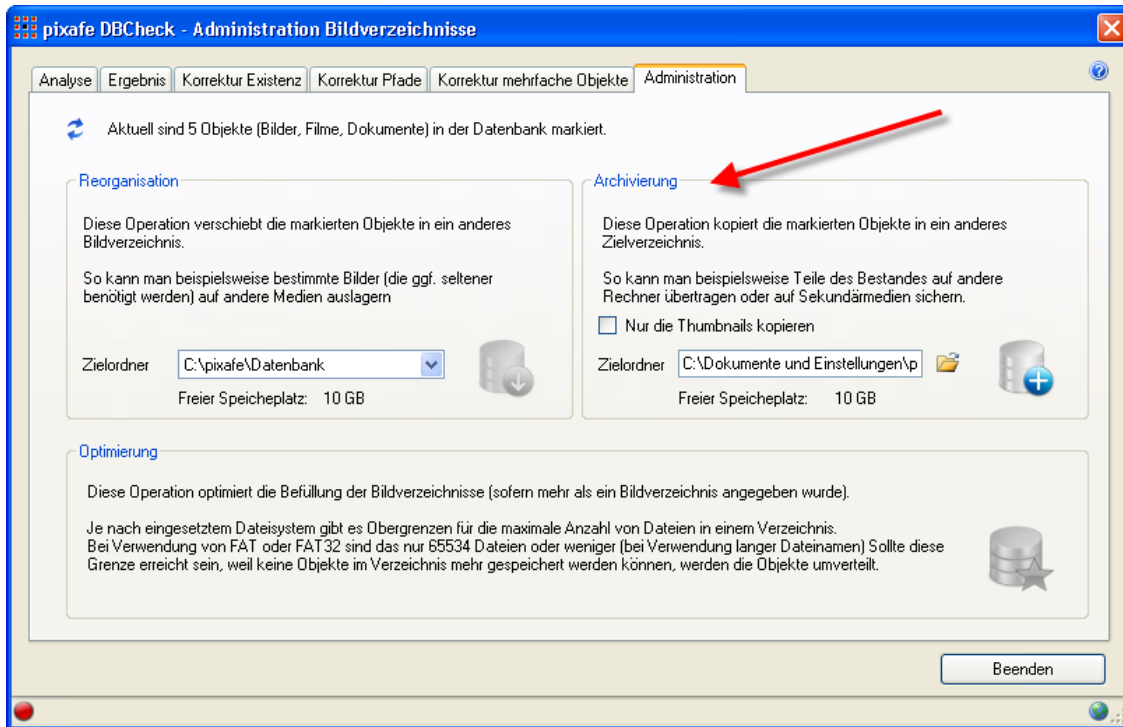 pixafe DBCheck - Administration Bildverzeichnisse
Analyse Ergebnis Korrektur Existenz Korrektur Pfade Korrektur mehrfache Objekte Administration
Aktuell sind 5 Objekte (Bilder, Filme, Dokumente) in der Datenbank markiert.
Reorganisation
Diese Operation verschiebt die markierten Objekte in ein anderes
Bildverzeichnis.
So kann man beispielsweise bestimmte Bilder (die ggf. seltener
benötigt werden) auf andere Medien auslagern
Zielordner C:\pixafe\Datenbank
Freier Speicheplatz: 10 GB
Archivierung
Diese Operation kopiert die markierten Objekte in ein anderes
Zielverzeichnis.
So kann man beispielsweise Teile des Bestandes auf andere
Rechner übertragen oder auf Sekundärmedien sichern.
Nur die Thumbnails kopieren
Zielordner C:\Dokumente und Einstellungen\p
Freier Speicheplatz: 10 GB
Optimierung
Diese Operation optimiert die Befüllung der Bildverzeichnisse (sofern mehr als ein Bildverzeichnis angegeben wurde).
Je nach eingesetztem Dateisystem gibt es Obergrenzen für die maximale Anzahl von Dateien in einem Verzeichnis.
Bei Verwendung von FAT oder FAT32 sind das nur 65534 Dateien oder weniger (bei Verwendung langer Dateinamen) Sollte diese
Grenze erreicht sein, weil keine Objekte im Verzeichnis mehr gespeichert werden können, werden die Objekte umverteilt.
Beenden